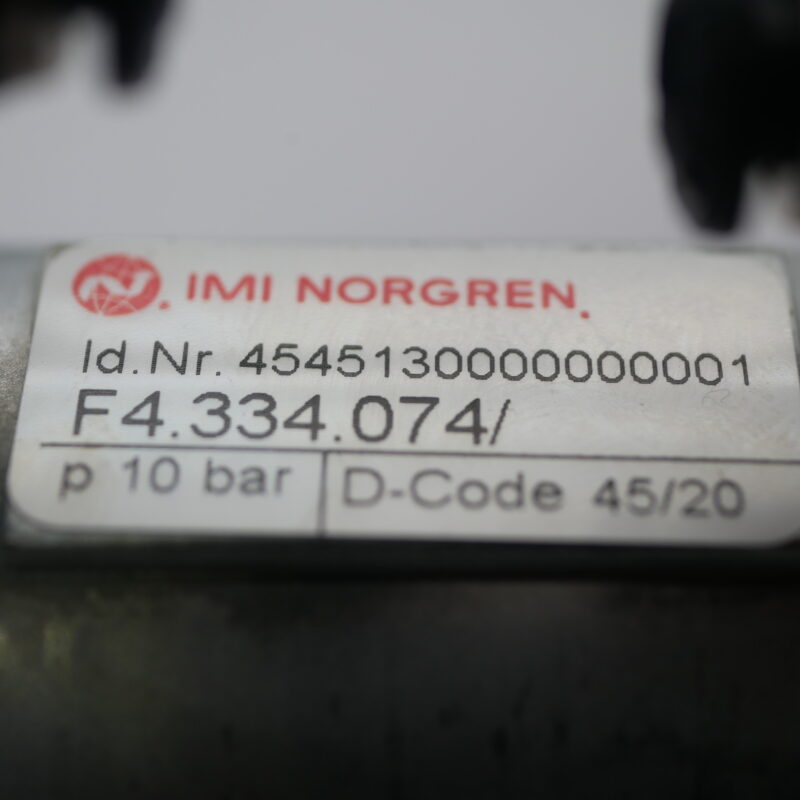 IMI NORGREN.
Id.Nr. 4545130000000001
F4.334.074/
p 10 bar
D-Code 45/20